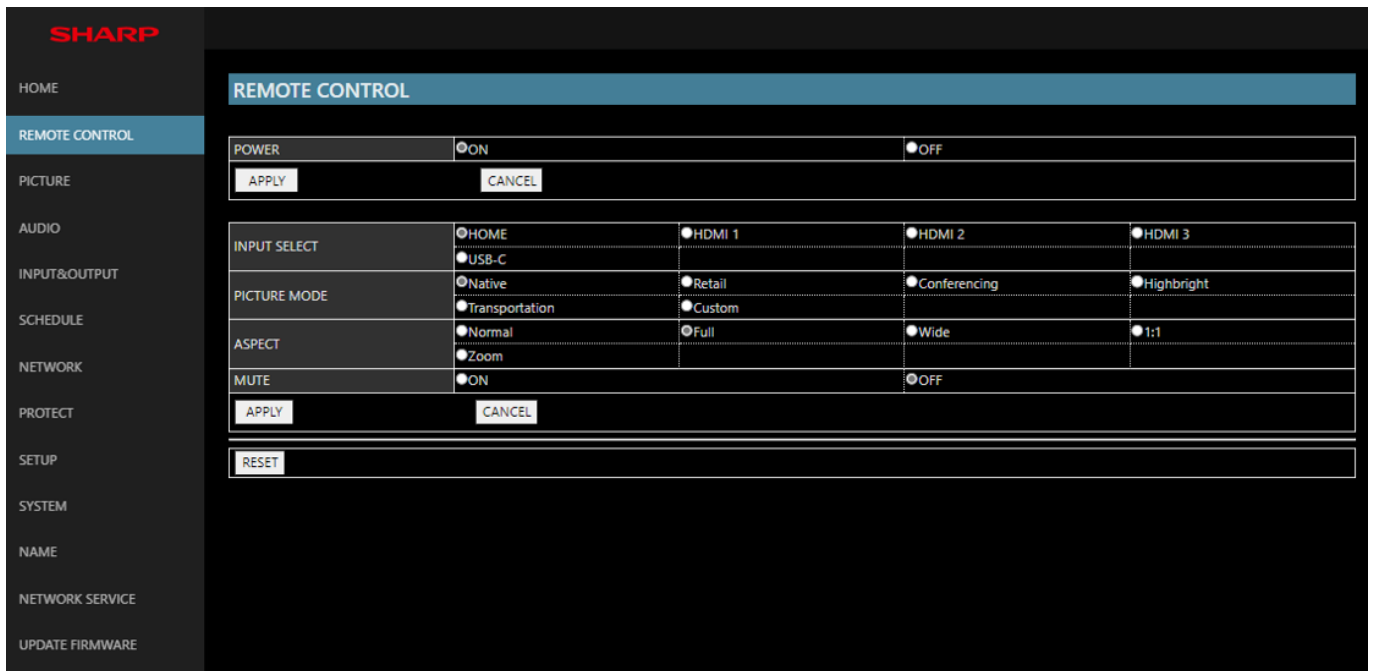 SHARP
HOME
REMOTE CONTROL
PICTURE
AUDIO
INPUT&OUTPUT
SCHEDULE
NETWORK
PROTECT
SETUP
SYSTEM
NAME
NETWORK SERVICE
UPDATE FIRMWARE
REMOTE CONTROL
POWER ON OFF
APPLY CANCEL
INPUT SELECT
HOME HDMI 1 HDMI 2 HDMI 3
USB-C
PICTURE MODE
Native Retail Conferencing Highbright
Transportation Custom
ASPECT
Normal Full Wide 1:1
Zoom
MUTE ON OFF
APPLY CANCEL
RESET